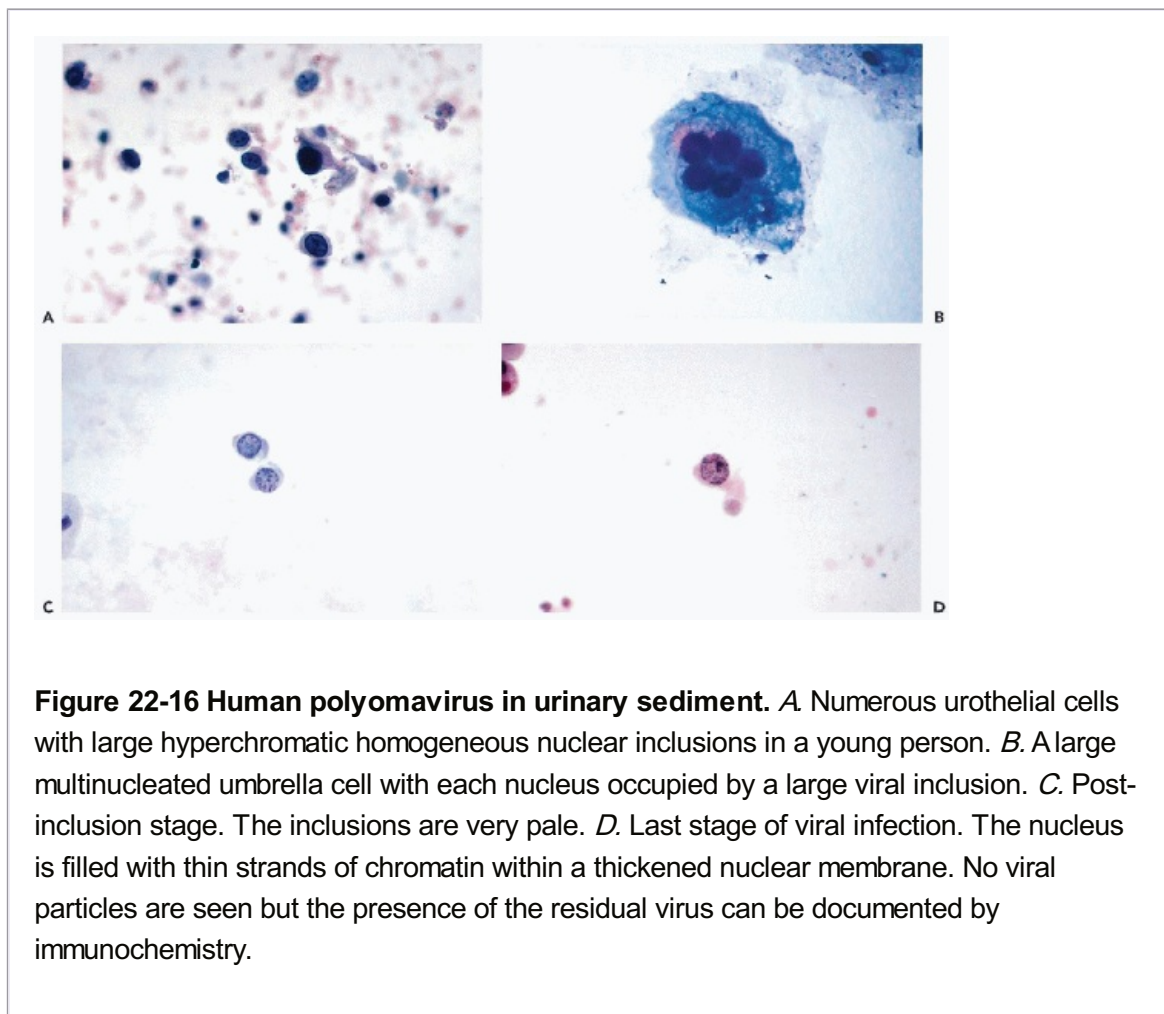 A
B
C
D
Figure 22-16 Human polyomavirus in urinary sediment. A. Numerous urothelial cells
with large hyperchromatic homogeneous nuclear inclusions in a young person. B. A large
multinucleated umbrella cell with each nucleus occupied by a large viral inclusion. C. Post-
inclusion stage. The inclusions are very pale. D. Last stage of viral infection. The nucleus
is filled with thin strands of chromatin within a thickened nuclear membrane. No viral
particles are seen but the presence of the residual virus can be documented by
immunochemistry.